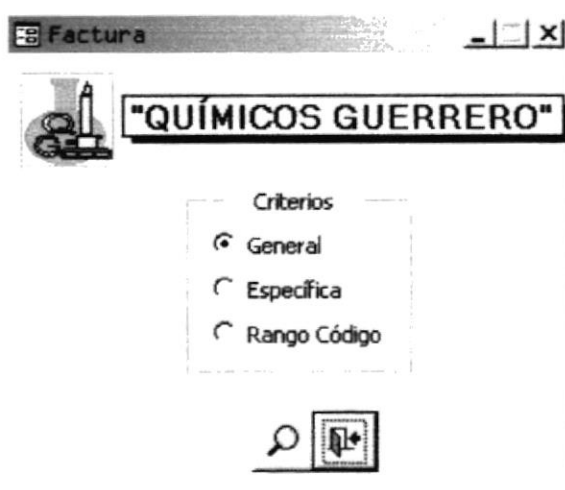 Factura
"QUÍMICOS GUERRERO"
Criterios
General
Específica
Rango Código